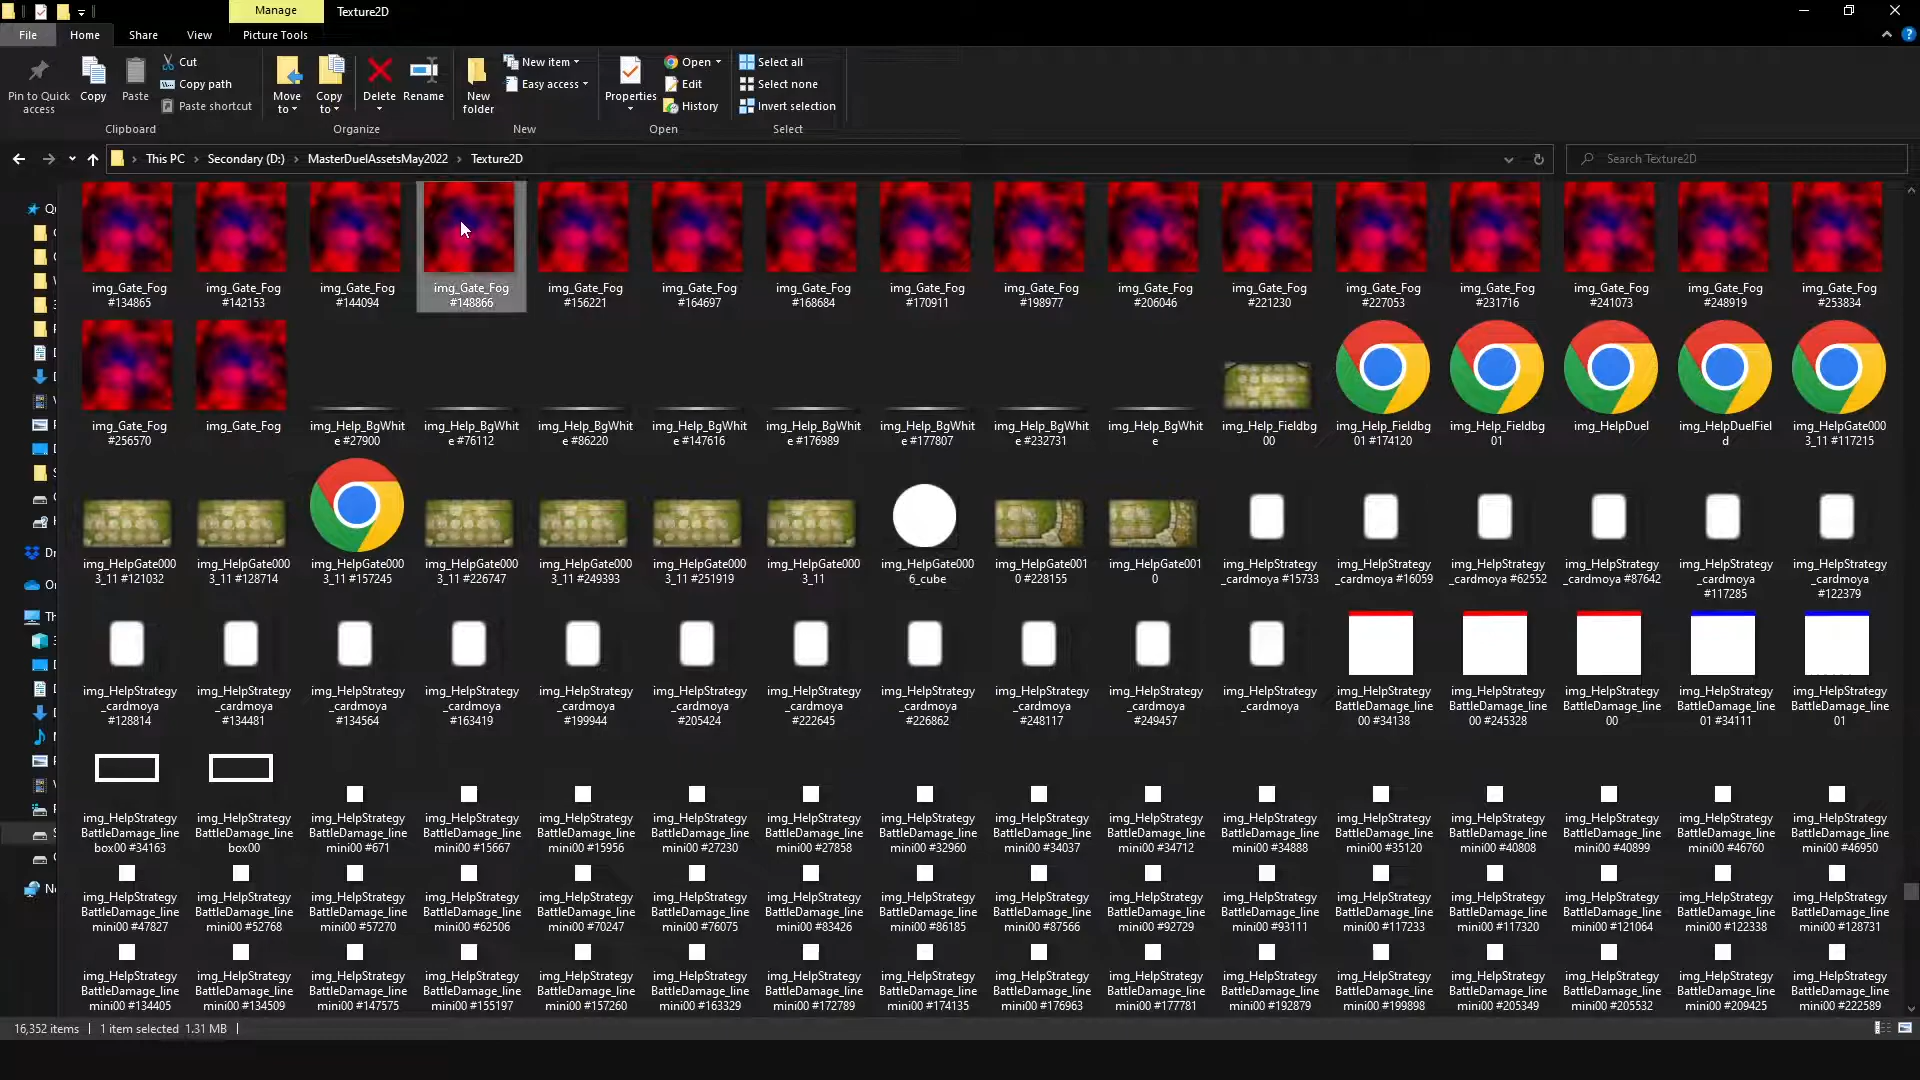 Manage
Texture2D
File
Home
Share
View
Picture Tools
Pin to Quick
access
Copy
Paste
Cut
Copy path
Paste shortcut
Clipboard
Move
to
Copy
to
Delete
Rename
Organize
New
folder
New item
Easy access
New
Properties
Open
Edit
History
Open
Select all
Select none
Invert selection
Select
This PC
Secondary (D:)
MasterDuelAssetsMay2022
Texture2D
Search Texture2D
img_Gate_Fog #134865
img_Gate_Fog #142153
img_Gate_Fog #144094
img_Gate_Fog #148866
img_Gate_Fog #156221
img_Gate_Fog #164697
img_Gate_Fog #168684
img_Gate_Fog #170911
img_Gate_Fog #198977
img_Gate_Fog #206046
img_Gate_Fog #221230
img_Gate_Fog #227053
img_Gate_Fog #231716
img_Gate_Fog #241073
img_Gate_Fog #248919
img_Gate_Fog #253834
img_Gate_Fog #256570
img_Gate_Fog
img_Help_BgWhite #27900
img_Help_BgWhite #76112
img_Help_BgWhite #86220
img_Help_BgWhite #147616
img_Help_BgWhite #176989
img_Help_BgWhite #177807
img_Help_BgWhite #232731
img_Help_BgWhite
img_Help_Fieldbg00
img_Help_Fieldbg01 #174120
img_Help_Fieldbg01
img_HelpDuel
img_HelpDuelField
img_HelpGate0003_11 #117215
img_HelpGate0003_11 #121032
img_HelpGate0003_11 #128714
img_HelpGate0003_11 #157245
img_HelpGate0003_11 #226747
img_HelpGate0003_11 #249393
img_HelpGate0003_11 #251919
img_HelpGate0003_11
img_HelpGate0006_cube
img_HelpGate0010 #228155
img_HelpGate0010
img_HelpStrategy_cardmoya #15733
img_HelpStrategy_cardmoya #16059
img_HelpStrategy_cardmoya #62552
img_HelpStrategy_cardmoya #87642
img_HelpStrategy_cardmoya #117285
img_HelpStrategy_cardmoya #122379
img_HelpStrategy_cardmoya #128814
img_HelpStrategy_cardmoya #134481
img_HelpStrategy_cardmoya #134564
img_HelpStrategy_cardmoya #163419
img_HelpStrategy_cardmoya #199944
img_HelpStrategy_cardmoya #205424
img_HelpStrategy_cardmoya #222645
img_HelpStrategy_cardmoya #226862
img_HelpStrategy_cardmoya #248117
img_HelpStrategy_cardmoya #249457
img_HelpStrategy_cardmoya
img_HelpStrategyBattleDamage_line00 #34138
img_HelpStrategyBattleDamage_line00 #245328
img_HelpStrategyBattleDamage_line00
img_HelpStrategyBattleDamage_line01 #34111
img_HelpStrategyBattleDamage_line01
img_HelpStrategyBattleDamage_linebox00 #34163
img_HelpStrategyBattleDamage_linebox00
img_HelpStrategyBattleDamage_linemini00 #671
img_HelpStrategyBattleDamage_linemini00 #15667
img_HelpStrategyBattleDamage_linemini00 #15956
img_HelpStrategyBattleDamage_linemini00 #27230
img_HelpStrategyBattleDamage_linemini00 #27858
img_HelpStrategyBattleDamage_linemini00 #32960
img_HelpStrategyBattleDamage_linemini00 #34037
img_HelpStrategyBattleDamage_linemini00 #34712
img_HelpStrategyBattleDamage_linemini00 #34888
img_HelpStrategyBattleDamage_linemini00 #35120
img_HelpStrategyBattleDamage_linemini00 #40808
img_HelpStrategyBattleDamage_linemini00 #40899
img_HelpStrategyBattleDamage_linemini00 #46760
img_HelpStrategyBattleDamage_linemini00 #46950
img_HelpStrategyBattleDamage_linemini00 #47827
img_HelpStrategyBattleDamage_linemini00 #52768
img_HelpStrategyBattleDamage_linemini00 #57270
img_HelpStrategyBattleDamage_linemini00 #62506
img_HelpStrategyBattleDamage_linemini00 #70247
img_HelpStrategyBattleDamage_linemini00 #76075
img_HelpStrategyBattleDamage_linemini00 #83426
img_HelpStrategyBattleDamage_linemini00 #86185
img_HelpStrategyBattleDamage_linemini00 #87566
img_HelpStrategyBattleDamage_linemini00 #92729
img_HelpStrategyBattleDamage_linemini00 #93111
img_HelpStrategyBattleDamage_linemini00 #117233
img_HelpStrategyBattleDamage_linemini00 #117320
img_HelpStrategyBattleDamage_linemini00 #121064
img_HelpStrategyBattleDamage_linemini00 #122338
img_HelpStrategyBattleDamage_linemini00 #128731
img_HelpStrategyBattleDamage_linemini00 #134405
img_HelpStrategyBattleDamage_linemini00 #134509
img_HelpStrategyBattleDamage_linemini00 #147575
img_HelpStrategyBattleDamage_linemini00 #155197
img_HelpStrategyBattleDamage_linemini00 #157260
img_HelpStrategyBattleDamage_linemini00 #163329
img_HelpStrategyBattleDamage_linemini00 #172789
img_HelpStrategyBattleDamage_linemini00 #174135
img_HelpStrategyBattleDamage_linemini00 #176963
img_HelpStrategyBattleDamage_linemini00 #177781
img_HelpStrategyBattleDamage_linemini00 #192879
img_HelpStrategyBattleDamage_linemini00 #199898
img_HelpStrategyBattleDamage_linemini00 #205349
img_HelpStrategyBattleDamage_linemini00 #205532
img_HelpStrategyBattleDamage_linemini00 #209425
img_HelpStrategyBattleDamage_linemini00 #222589
16,352 items
1 item selected 1.31 MB